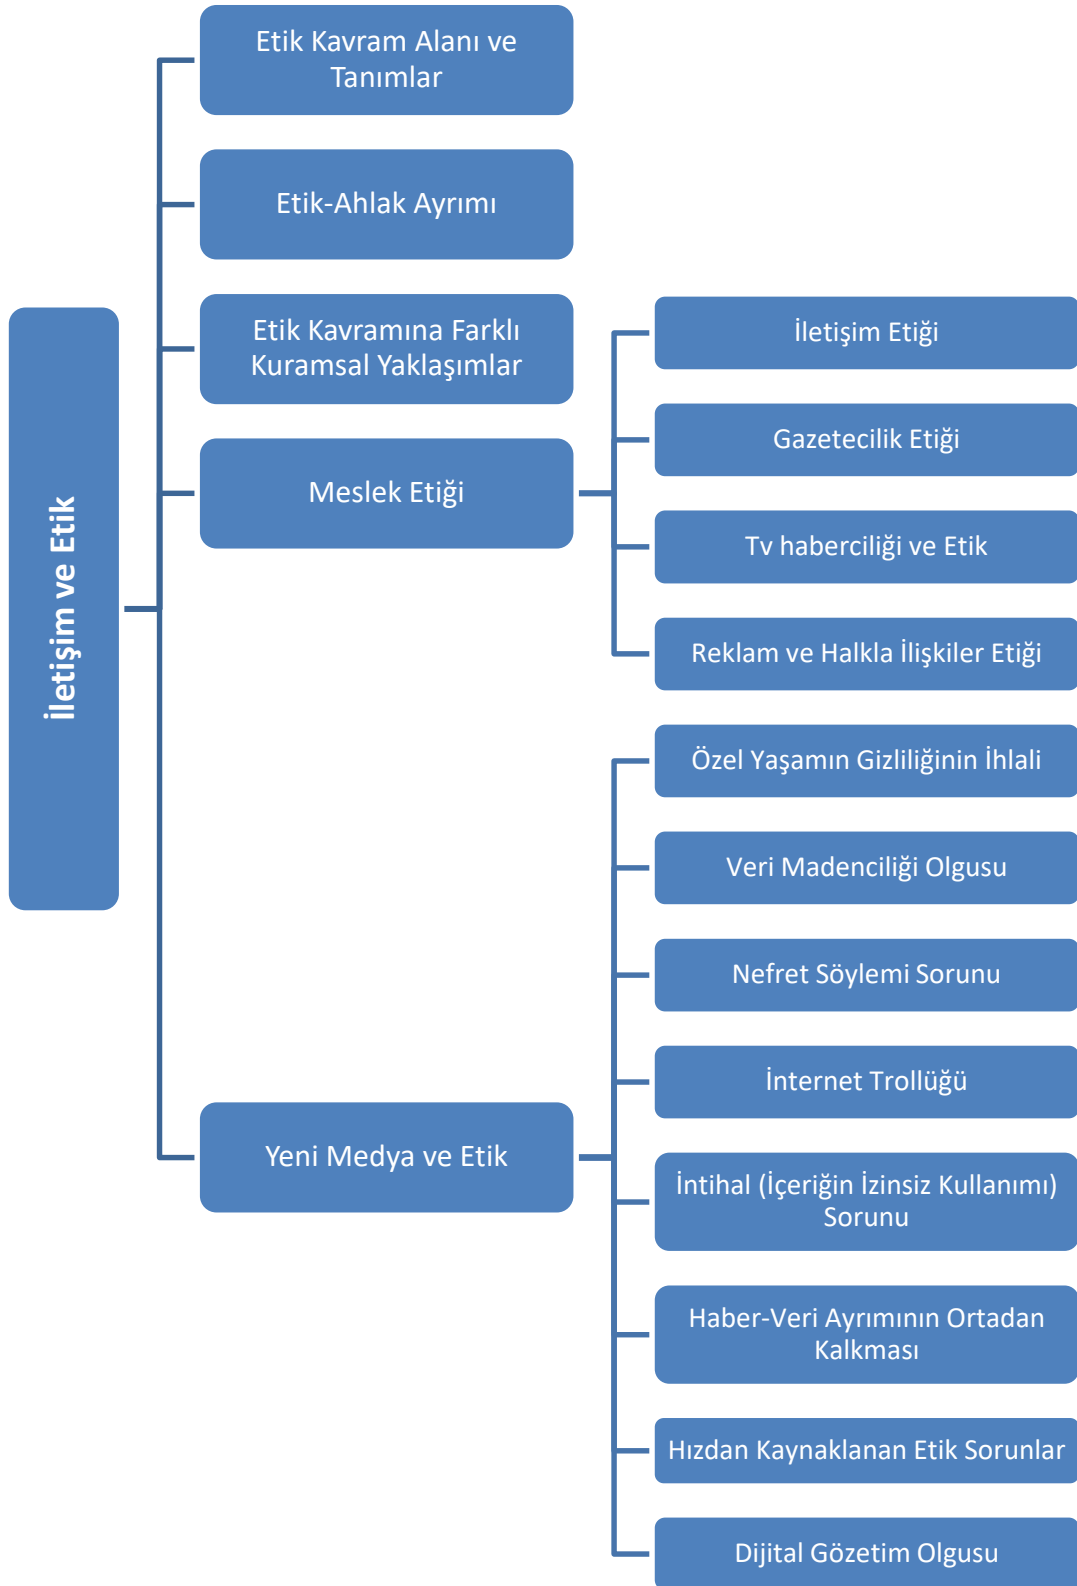 İletişim ve Etik
Etik Kavram Alanı ve
Tanımlar
Etik-Ahlak Ayrımı
Etik Kavramına Farklı
Kuramsal Yaklaşımlar
Meslek Etiği
İletişim Etiği
Gazetecilik Etiği
Tv haberciliği ve Etik
Reklam ve Halkla İlişkiler Etiği
Yeni Medya ve Etik
Özel Yaşamın Gizliliğinin İhlali
Veri Madenciliği Olgusu
Nefret Söylemi Sorunu
İnternet Trollüğü
İntihal (İçeriğin İzinsiz Kullanımı)
Sorunu
Haber-Veri Ayrımının Ortadan
Kalkması
Hızdan Kaynaklanan Etik Sorunlar
Dijital Gözetim Olgusu